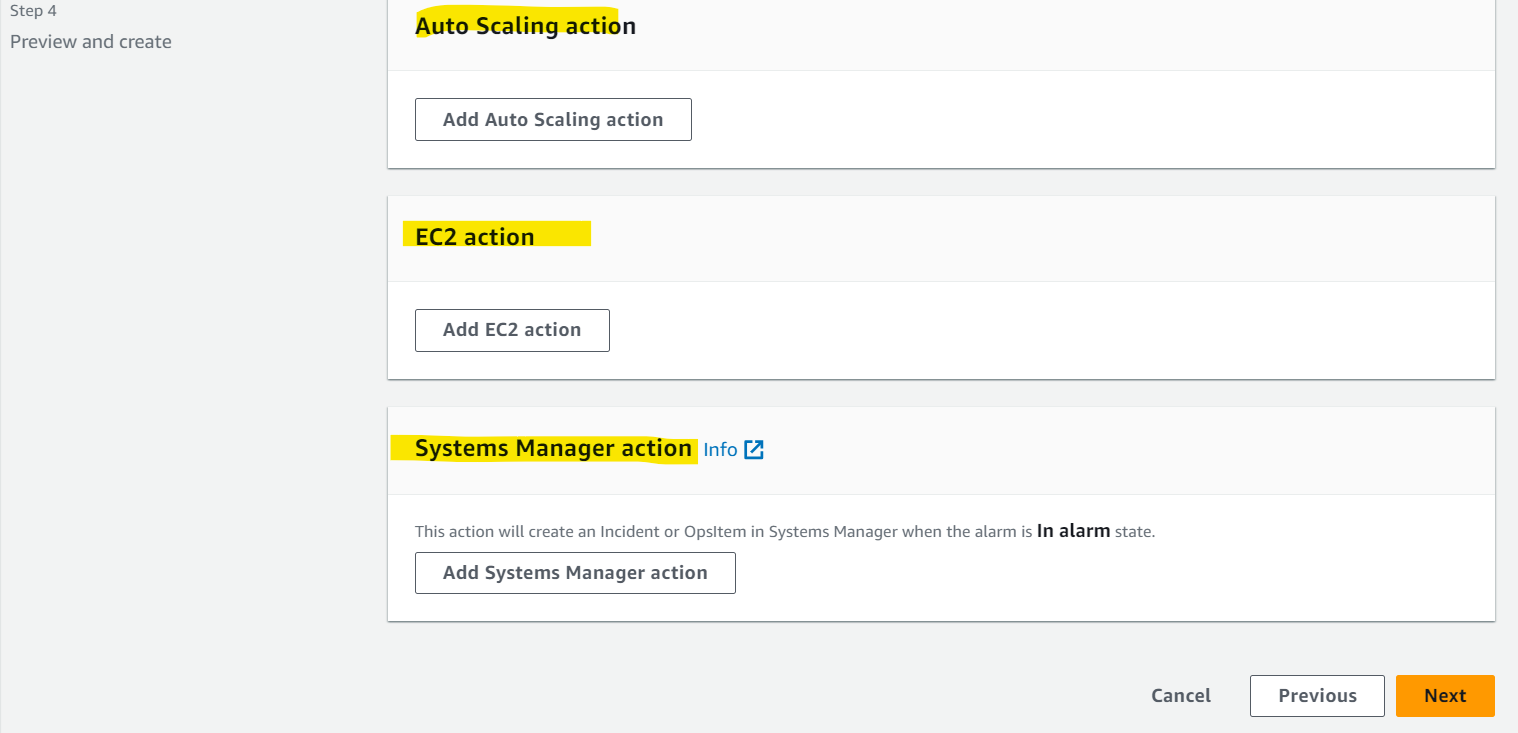 Step 4
Preview and create
Auto Scaling action
Add Auto Scaling action
EC2 action
Add EC2 action
Systems Manager action Info
This action will create an Incident or OpsItem in Systems Manager when the alarm is In alarm state.
Add Systems Manager action
Cancel Previous Next